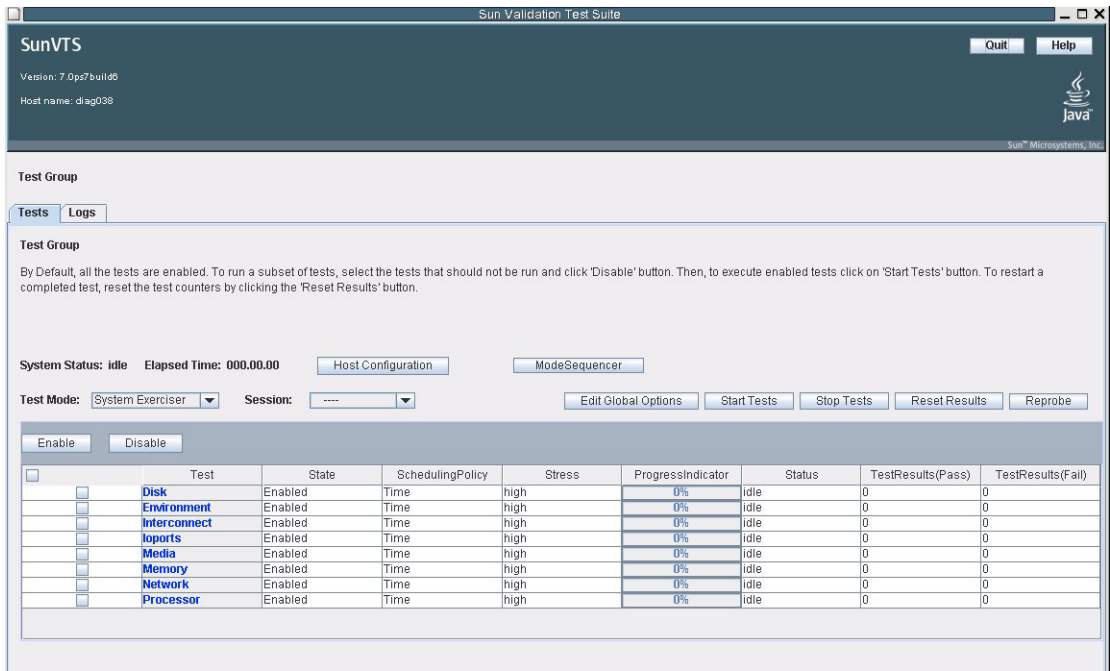 Sun Validation Test Suite
SunVTS
Quit Help
Version: 7.0ps7build6
Host name: diag038
Java™
Sun™ Microsystems, Inc.
Test Group
Tests Logs
Test Group
By Default, all the tests are enabled. To run a subset of tests, select the tests that should not be run and click 'Disable' button. Then, to execute enabled tests click on 'Start Tests' button. To restart a
completed test, reset the test counters by clicking the 'Reset Results' button.
System Status: idle Elapsed Time: 000.00.00 Host Configuration ModeSequencer
Test Mode: System Exerciser Session: ---- Edit Global Options Start Tests Stop Tests Reset Results Reprobe
Enable Disable
Test State SchedulingPolicy Stress ProgressIndicator Status TestResults(Pass) TestResults(Fail)
Disk Enabled Time high 0% idle 0 0
Environment Enabled Time high 0% idle 0 0
Interconnect Enabled Time high 0% idle 0 0
Ioports Enabled Time high 0% idle 0 0
Media Enabled Time high 0% idle 0 0
Memory Enabled Time high 0% idle 0 0
Network Enabled Time high 0% idle 0 0
Processor Enabled Time high 0% idle 0 0